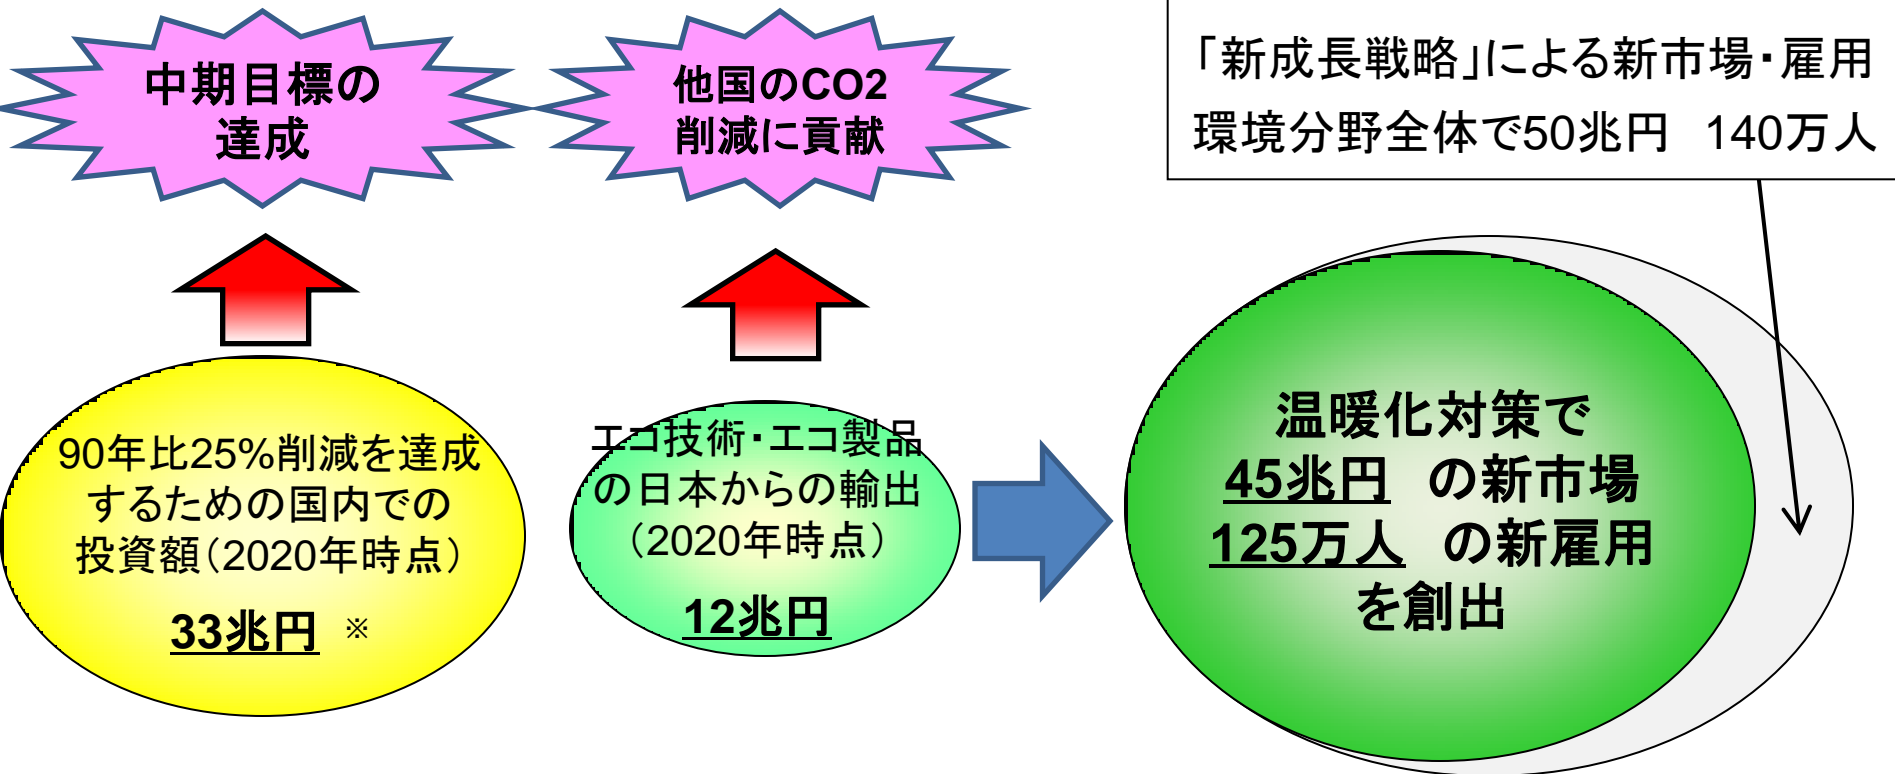 中期目標の
達成
他国のCO2
削減に貢献
「新成長戦略」による新市場・雇用
環境分野全体で50兆円　140万人
90年比25%削減を達成
するための国内での
投資額（2020年時点）
33兆円 ※
エコ技術・エコ製品
の日本からの輸出
（2020年時点）
12兆円
温暖化対策で
45兆円　の新市場
125万人　の新雇用
を創出